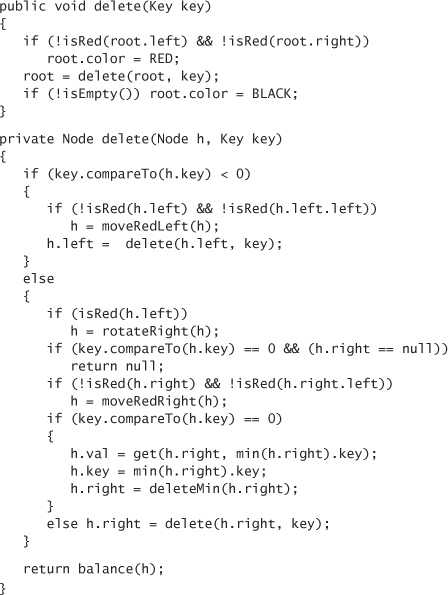 public void delete(Key key)
{
   if (!isRed(root.left) && !isRed(root.right))
      root.color = RED;
   root = delete(root, key);
   if (!isEmpty()) root.color = BLACK;
}
private Node delete(Node h, Key key)
{
   if (key.compareTo(h.key) < 0)
   {
      if (!isRed(h.left) && !isRed(h.left.left))
         h = moveRedLeft(h);
      h.left =  delete(h.left, key);
   }
   else
   {
      if (isRed(h.left))
         h = rotateRight(h);
      if (key.compareTo(h.key) == 0 && (h.right == null))
         return null;
      if (!isRed(h.right) && !isRed(h.right.left))
         h = moveRedRight(h);
      if (key.compareTo(h.key) == 0)
      {
         h.val = get(h.right, min(h.right).key);
         h.key = min(h.right).key;
         h.right = deleteMin(h.right);
      }
      else h.right = delete(h.right, key);
   }
   return balance(h);
}